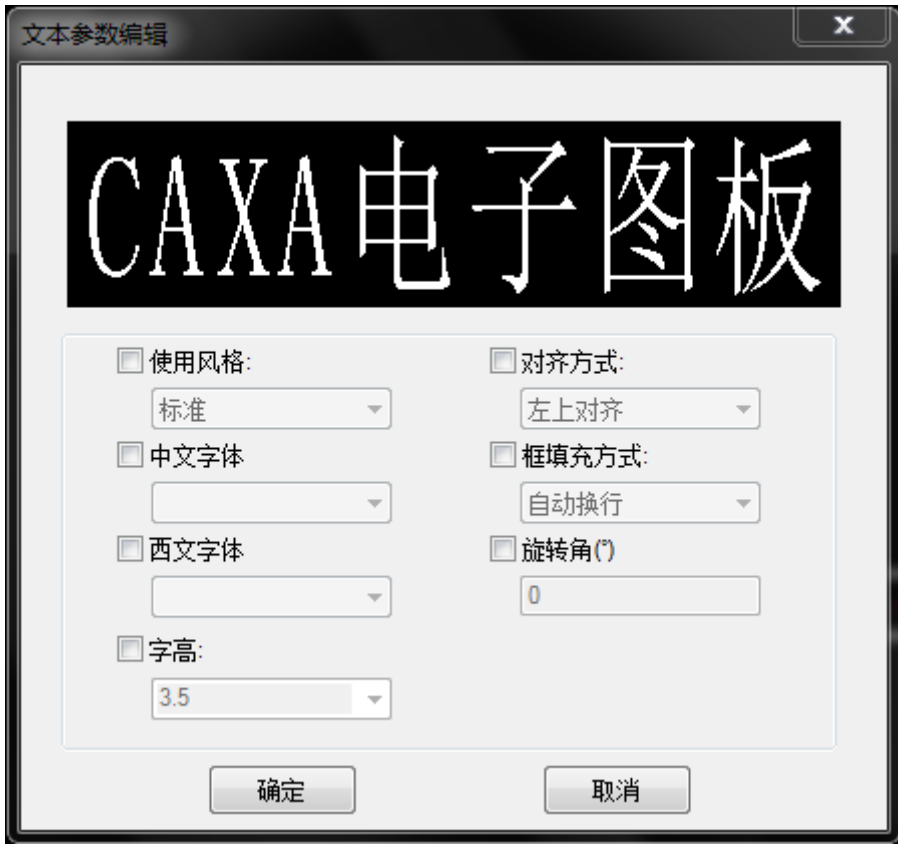 文本参数编辑
CAXA电子图板
使用风格:
标准
中文字体
西文字体
字高:
3.5
对齐方式:
左上对齐
框填充方式:
自动换行
旋转角(°)
0
确定
取消